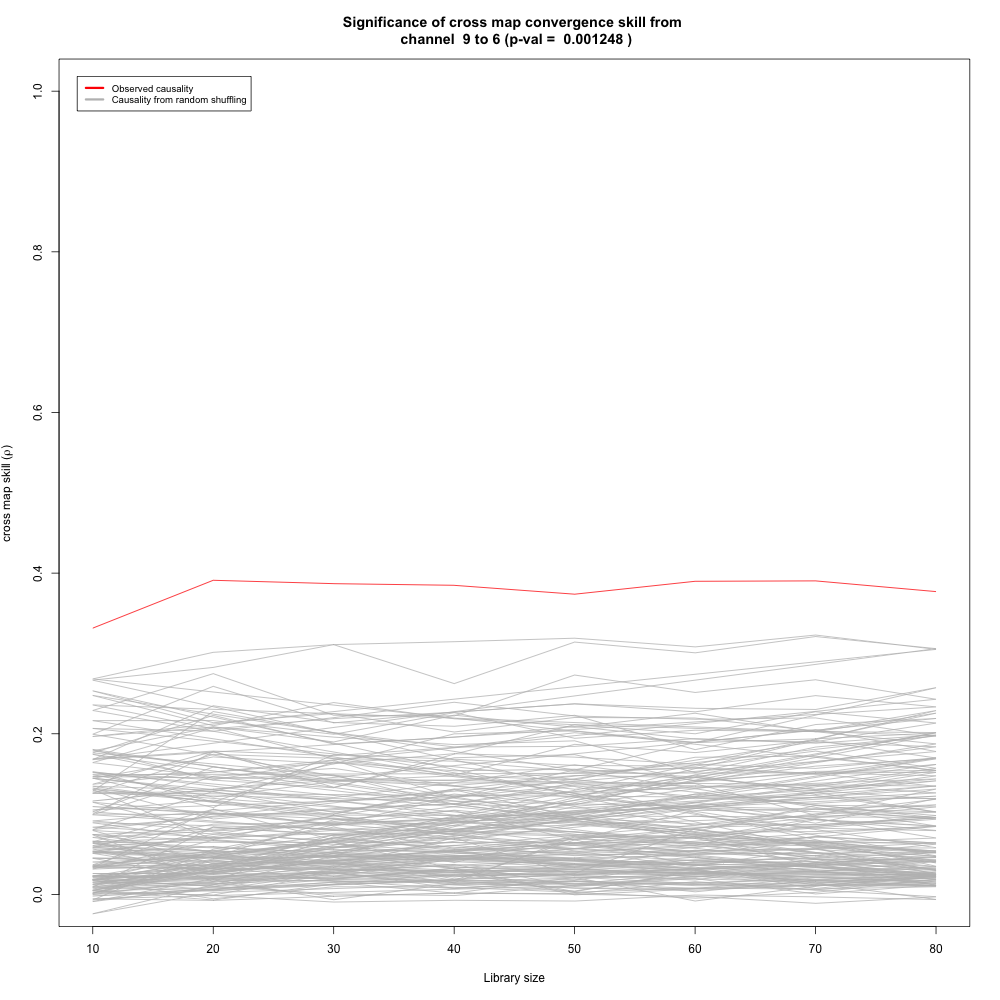 Significance of cross map convergence skill from
channel  9 to 6 (p-val =  0.001248 )
Observed causality
Causality from random shuffling
cross map skill (ρ)
1.0
0.8
0.6
0.4
0.2
0.0
10 20 30 40 50 60 70 80
Library size